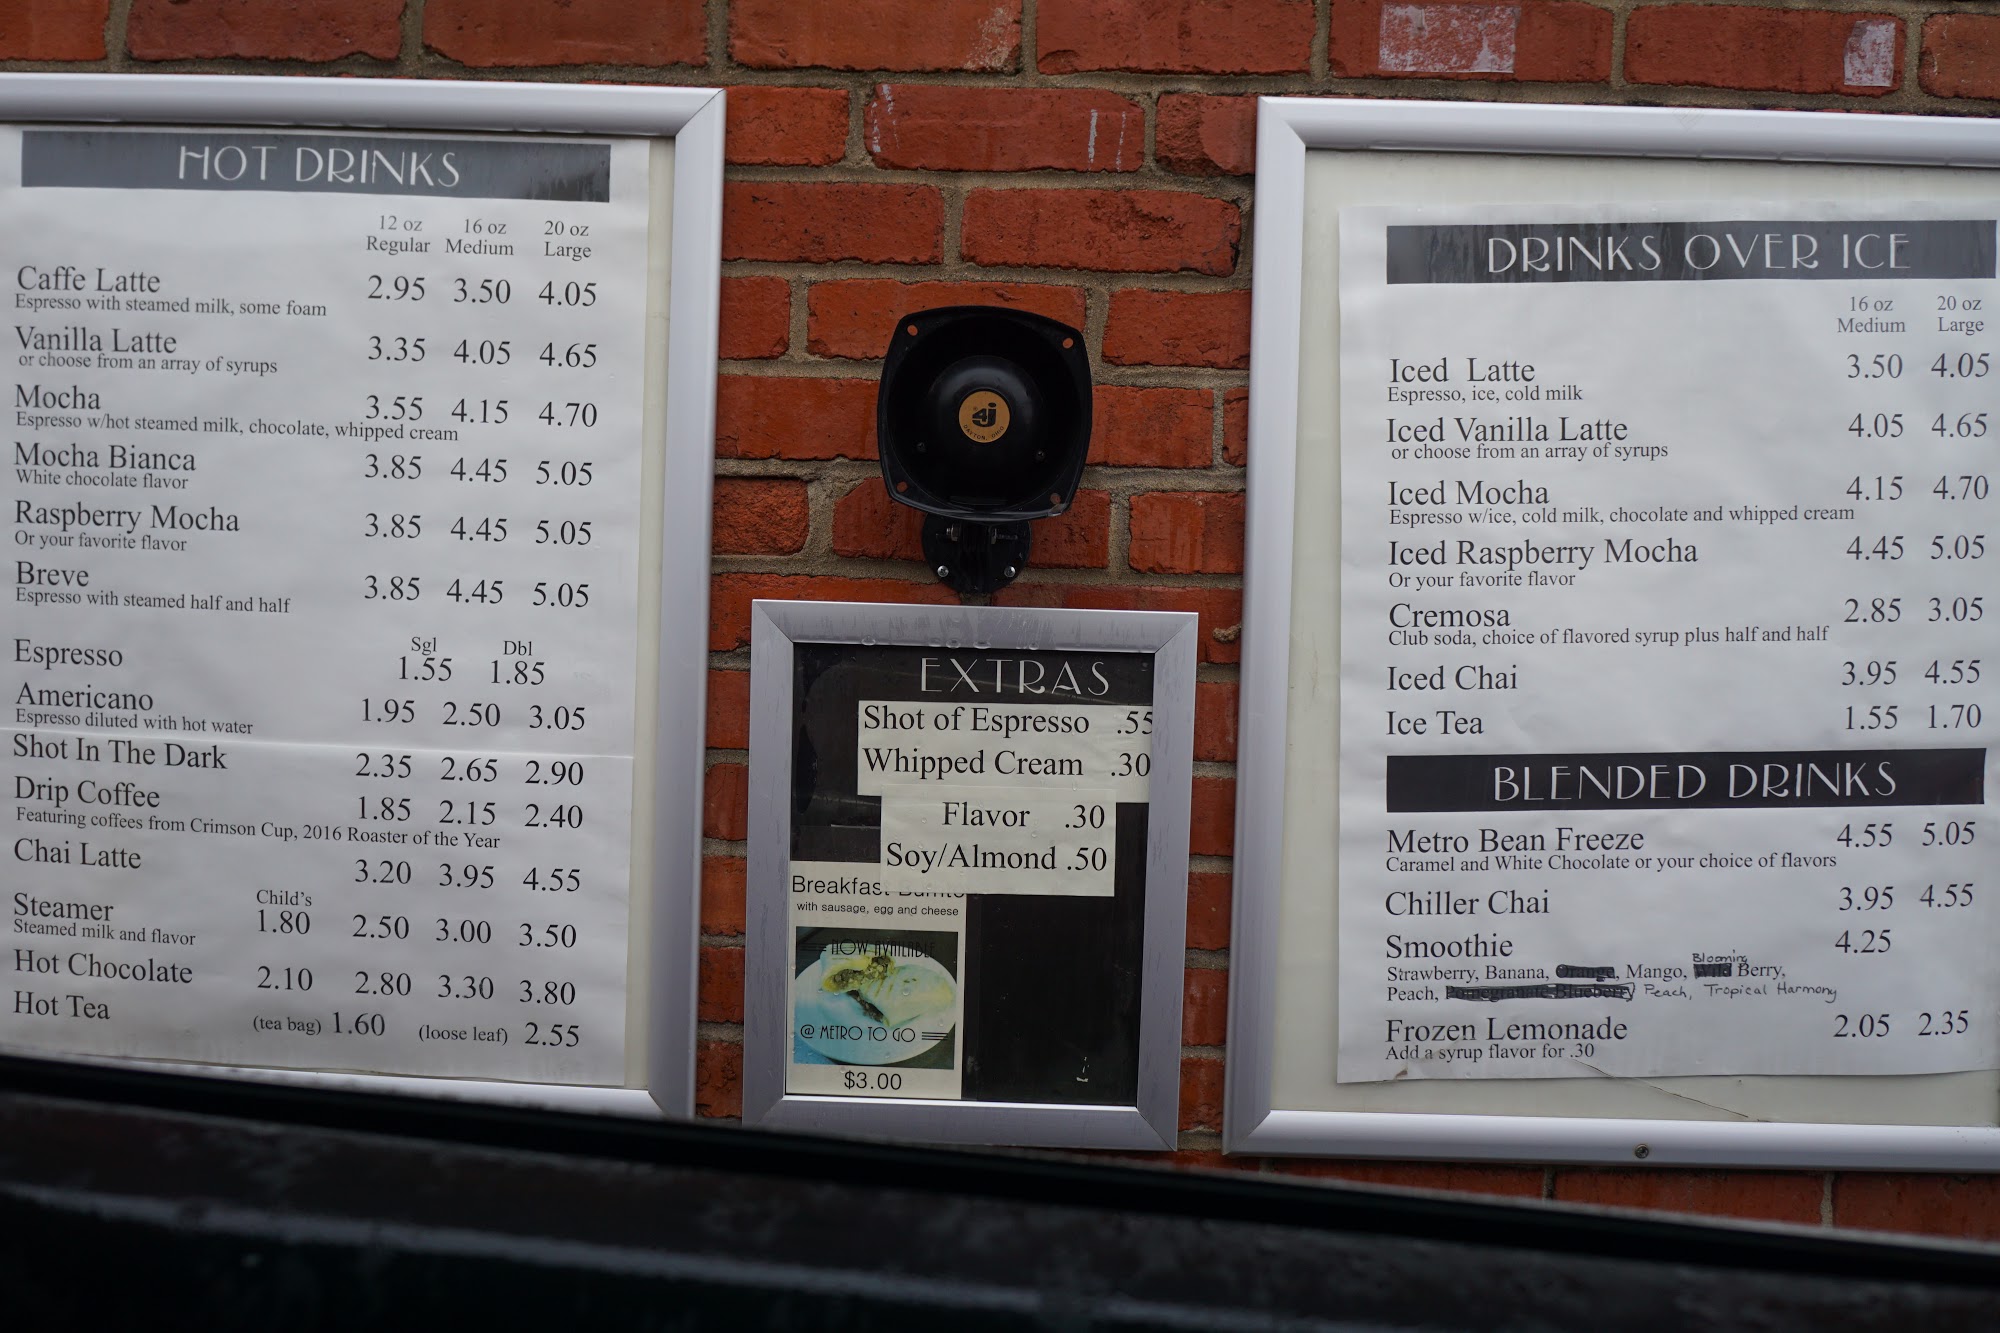 HOT DRINKS
12 oz 16 oz 20 oz
Regular Medium Large
Caffe Latte 2.95 3.50 4.05
Espresso with steamed milk, some foam
Vanilla Latte 3.35 4.05 4.65
or choose from an array of syrups
Mocha 3.55 4.15 4.70
Espresso w/hot steamed milk, chocolate, whipped cream
Mocha Bianca 3.85 4.45 5.05
White chocolate flavor
Raspberry Mocha 3.85 4.45 5.05
Or your favorite flavor
Breve 3.85 4.45 5.05
Espresso with steamed half and half
Sgl Dbl
Espresso 1.55 1.85
Americano 1.95 2.50 3.05
Espresso diluted with hot water
Shot In The Dark 2.35 2.65 2.90
Drip Coffee 1.85 2.15 2.40
Featuring coffees from Crimson Cup, 2016 Roaster of the Year
Chai Latte 3.20 3.95 4.55
Child's
Steamer 1.80 2.50 3.00 3.50
Steamed milk and flavor
Hot Chocolate 2.10 2.80 3.30 3.80
Hot Tea (tea bag) 1.60 (loose leaf) 2.55
4j
DAYTON, OHIO
EXTRAS
Shot of Espresso .55
Whipped Cream .30
Flavor .30
Soy/Almond .50
Breakfast Burrito
with sausage, egg and cheese
NOW AVAILABLE
@ METRO TO GO
$3.00
DRINKS OVER ICE
16 oz 20 oz
Medium Large
Iced Latte 3.50 4.05
Espresso, ice, cold milk
Iced Vanilla Latte 4.05 4.65
or choose from an array of syrups
Iced Mocha 4.15 4.70
Espresso w/ice, cold milk, chocolate and whipped cream
Iced Raspberry Mocha 4.45 5.05
Or your favorite flavor
Cremosa 2.85 3.05
Club soda, choice of flavored syrup plus half and half
Iced Chai 3.95 4.55
Ice Tea 1.55 1.70
BLENDED DRINKS
Metro Bean Freeze 4.55 5.05
Caramel and White Chocolate or your choice of flavors
Chiller Chai 3.95 4.55
Smoothie 4.25
Blooming
Strawberry, Banana, Orange, Mango, Wild Berry,
Peach, Pomegranate Blueberry Peach, Tropical Harmony
Frozen Lemonade 2.05 2.35
Add a syrup flavor for .30